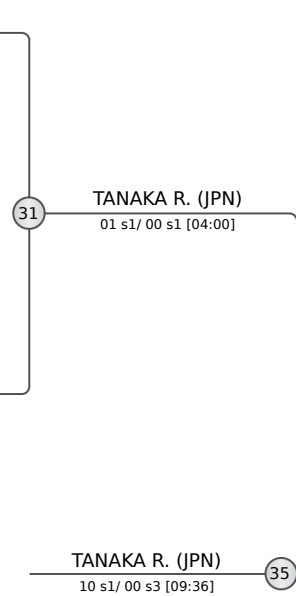 TANAKA R. (JPN)
31
01 s1/ 00 s1 [04:00]
TANAKA R. (JPN)
35
10 s1/ 00 s3 [09:36]